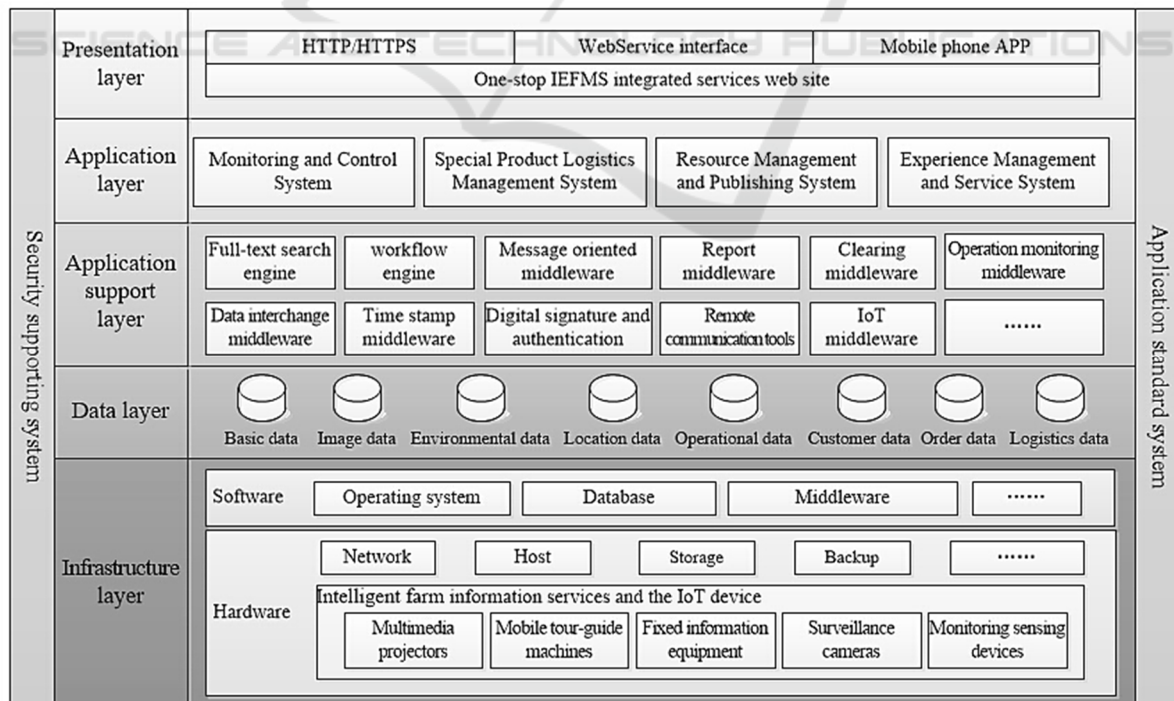 SCIENCE AND TECHNOLOGY PUBLICATIONS
Presentation
layer
HTTP/HTTPS
WebService interface
Mobile phone APP
One-stop IEFMS integrated services web site
Application
layer
Monitoring and Control
System
Special Product Logistics
Management System
Resource Management
and Publishing System
Experience Management
and Service System
Security supporting system
Application standard system
Application
support
layer
Full-text search
engine
workflow
engine
Message oriented
middleware
Report
middleware
Clearing
middleware
Operation monitoring
middleware
Data interchange
middleware
Time stamp
middleware
Digital signature and
authentication
Remote
communication tools
IoT
middleware
······
Data layer
Basic data
Image data
Environmental data
Location data
Operational data
Customer data
Order data
Logistics data
Infrastructure
layer
Software
Operating system
Database
Middleware
······
Hardware
Network
Host
Storage
Backup
······
Intelligent farm information services and the IoT device
Multimedia
projectors
Mobile tour-guide
machines
Fixed information
equipment
Surveillance
cameras
Monitoring sensing
devices